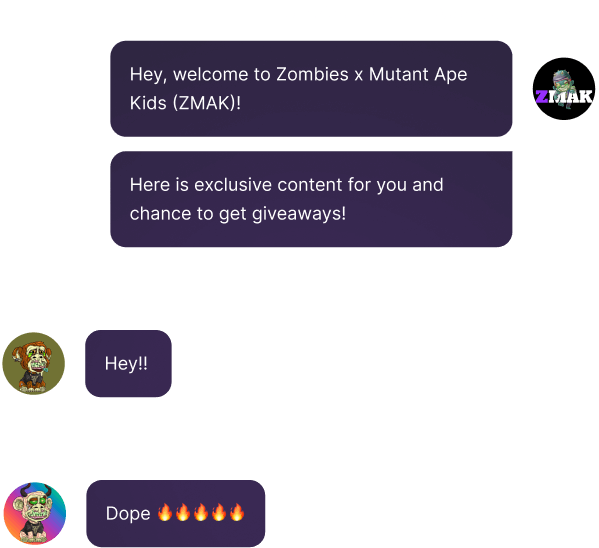 Hey, welcome to Zombies x Mutant Ape
Kids (ZMAK)!
ZMAK
Here is exclusive content for you and
chance to get giveaways!
Hey!!
Dope 🔥🔥🔥🔥🔥